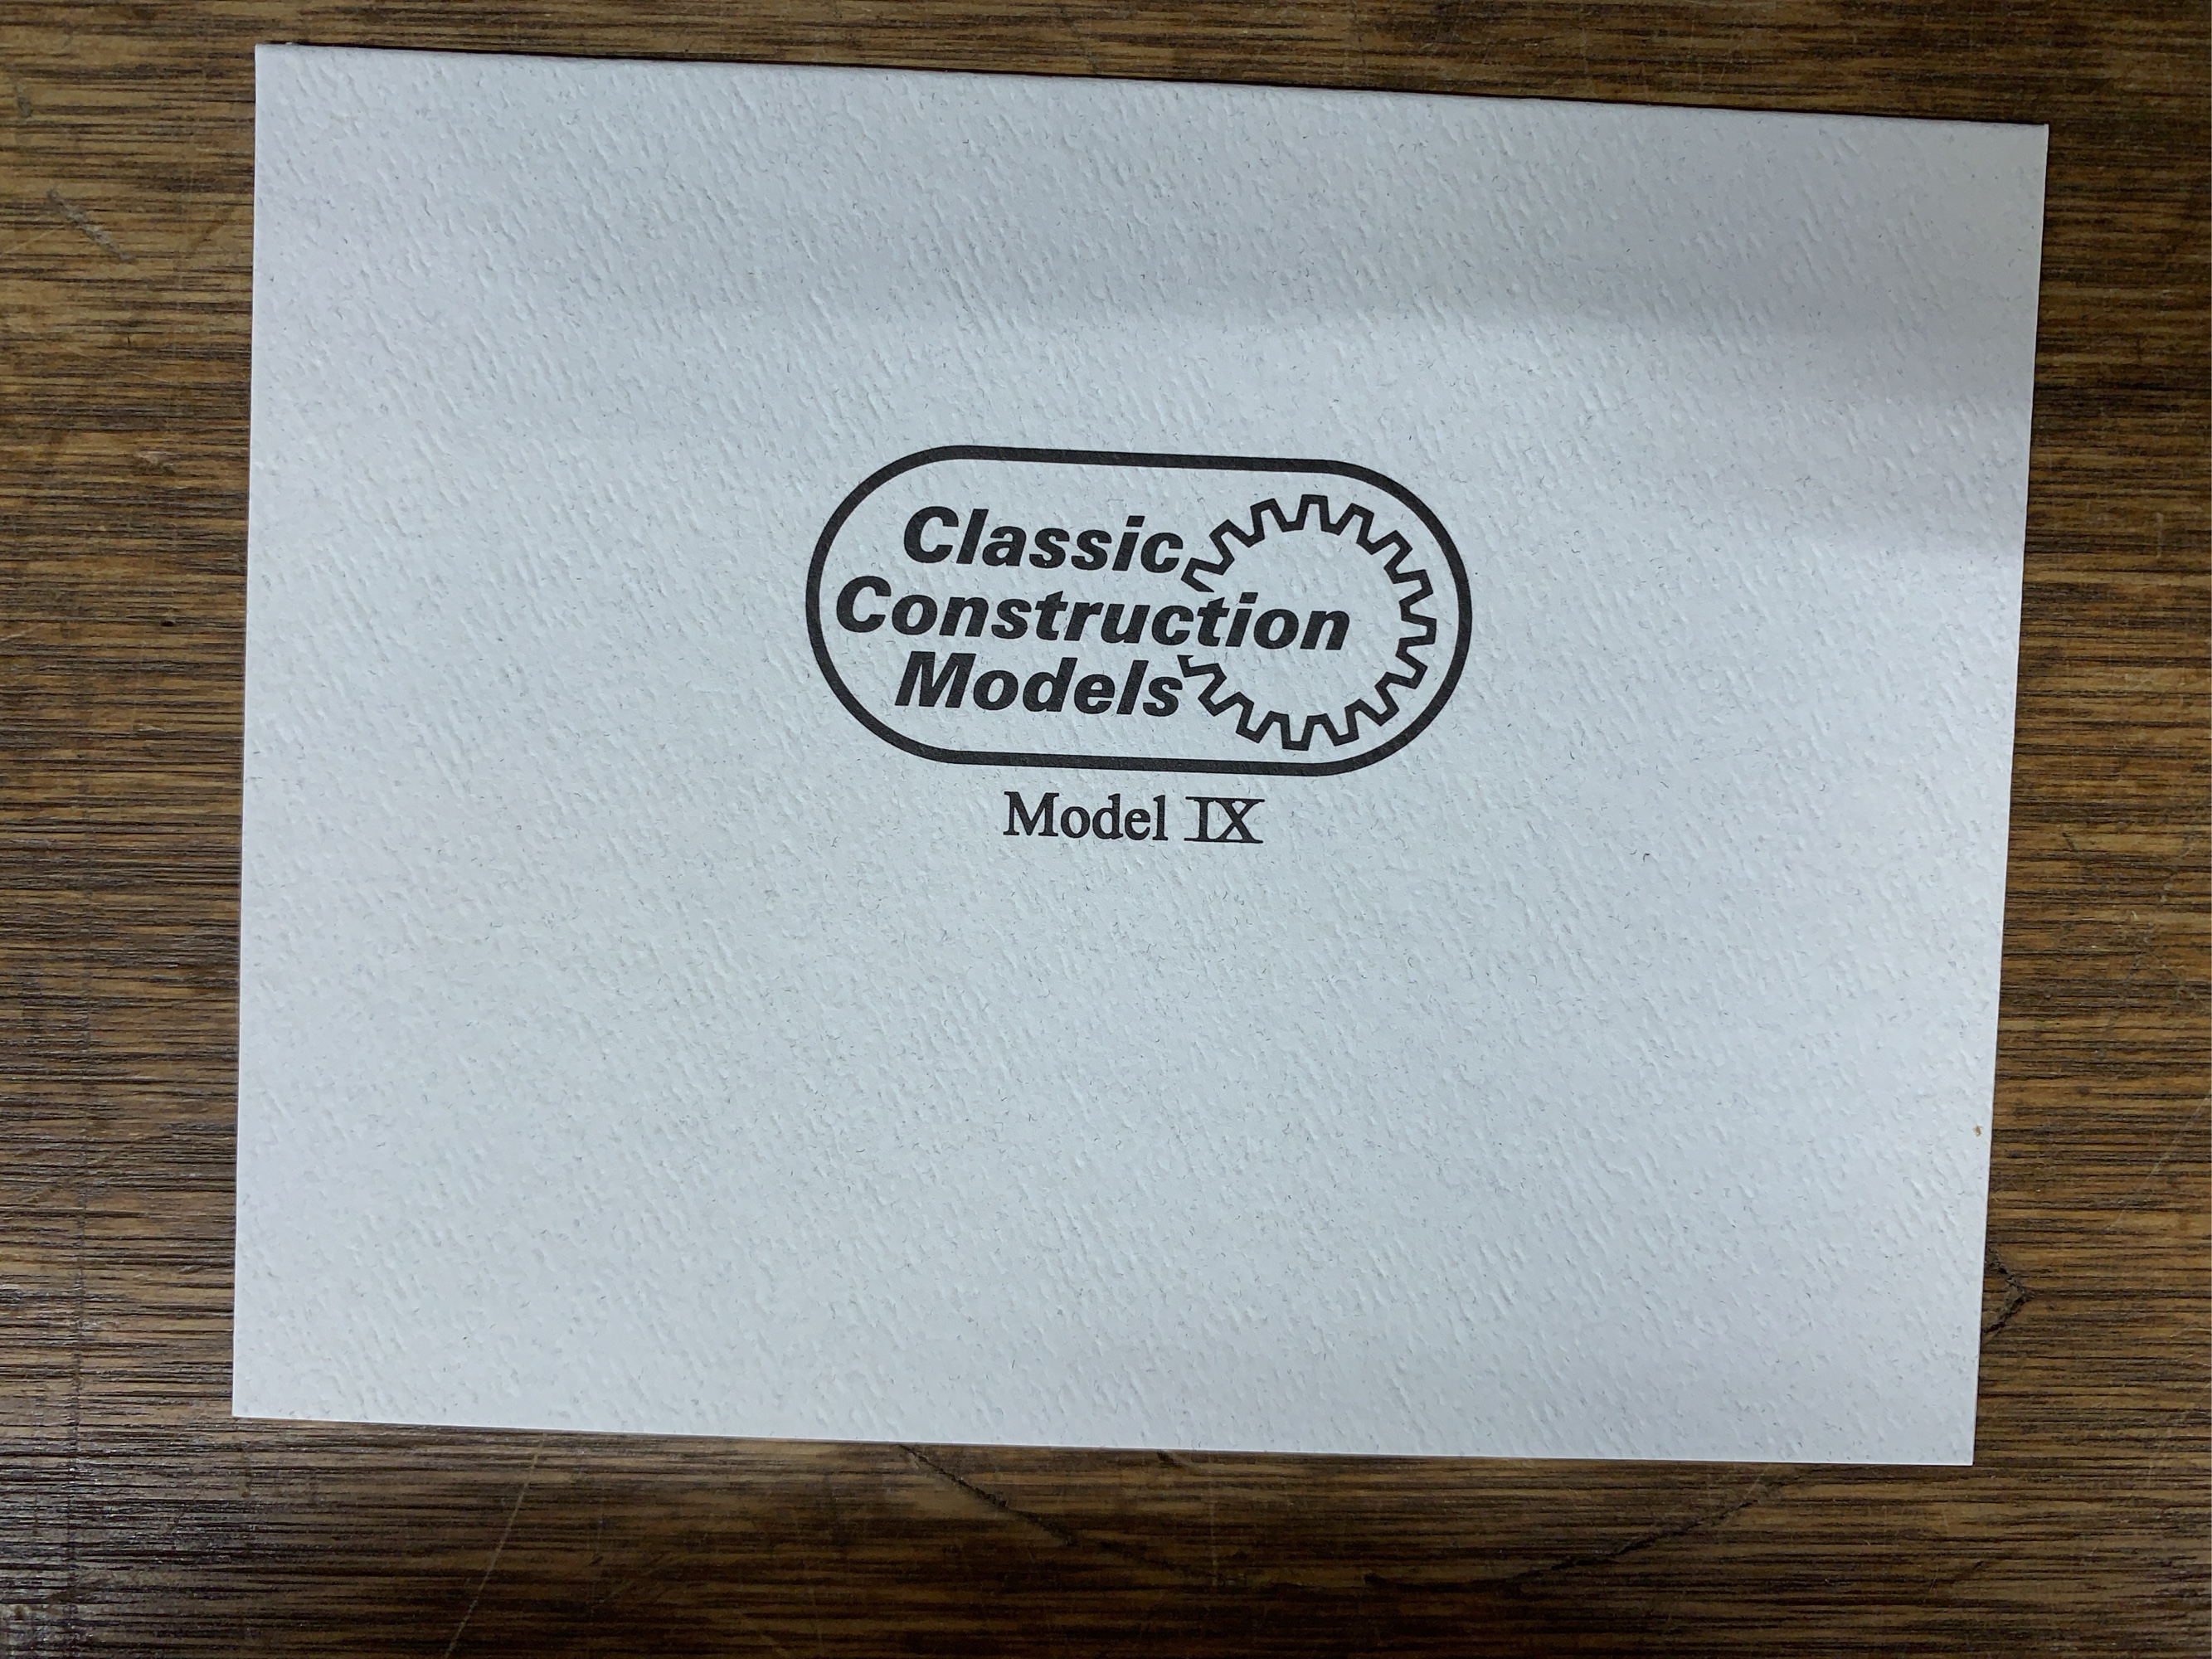 Classic
Construction
Models
Model IX